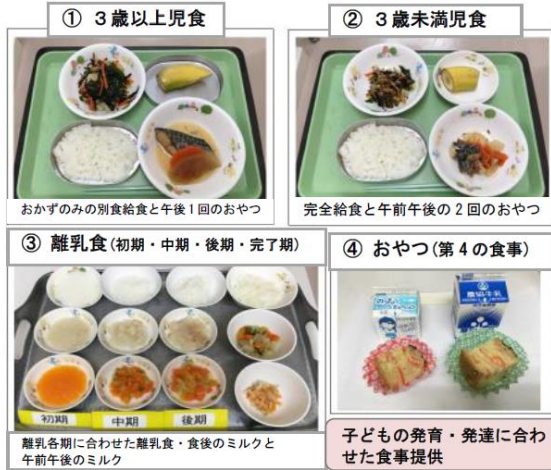 ① ３歳以上児食
② ３歳未満児食
おかずのみの別食給食と午後１回のおやつ
完全給食と午前午後の２回のおやつ
③ 離乳食(初期・中期・後期・完了期)
④ おやつ(第４の食事)
初期
中期
後期
離乳各期に合わせた離乳食・食後のミルクと
午前午後のミルク
子どもの発育・発達に合わ
せた食事提供